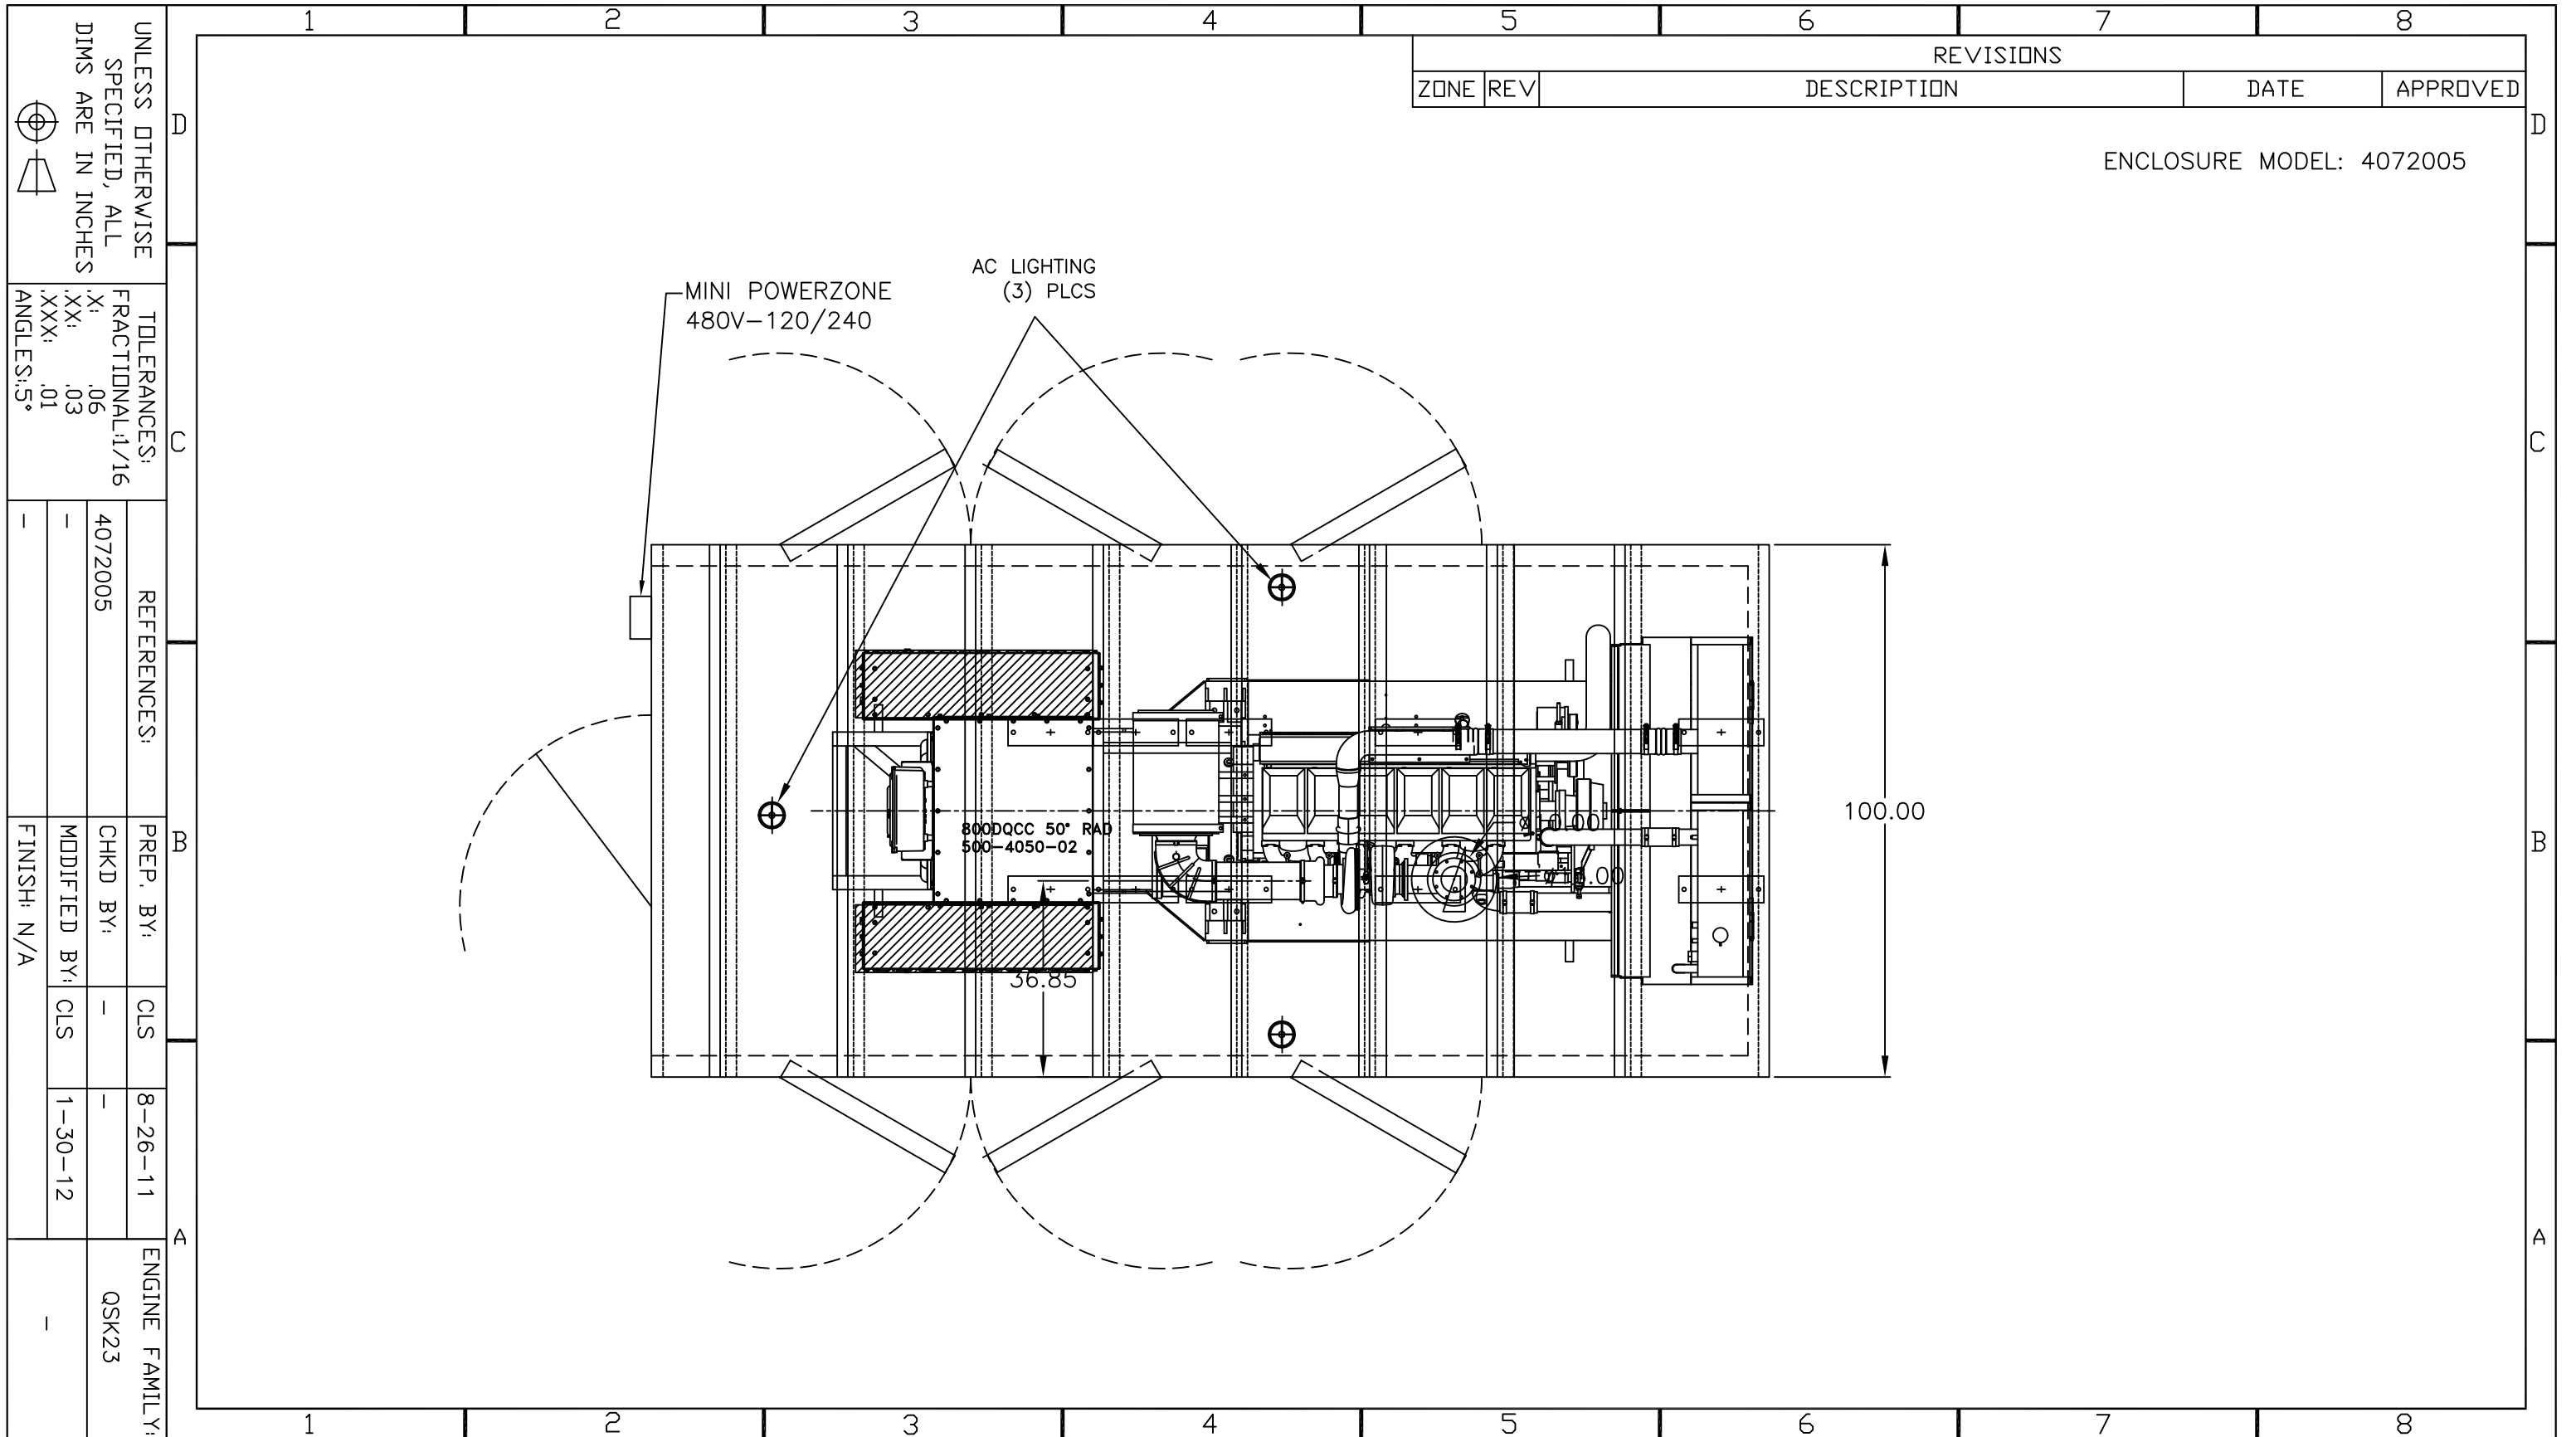 1 2 3 4 5 6 7 8
REVISIONS
ZONE REV DESCRIPTION DATE APPROVED
ENCLOSURE MODEL: 4072005
D
D
C
C
B
B
A
A
AC LIGHTING
(3) PLCS
MINI POWERZONE
480V-120/240
800DQCC 50° RAD
500-4050-02
36.85
100.00
UNLESS OTHERWISE
SPECIFIED, ALL
DIMS ARE IN INCHES
TOLERANCES:
FRACTIONAL:1/16
.X: .06
.XX: .03
.XXX: .01
ANGLES:.5°
REFERENCES:
4072005
-
-
PREP. BY: CLS 8-26-11
CHKD BY: - -
MODIFIED BY: CLS 1-30-12
FINISH: N/A
ENGINE FAMILY:
QSK23
-
1 2 3 4 5 6 7 8